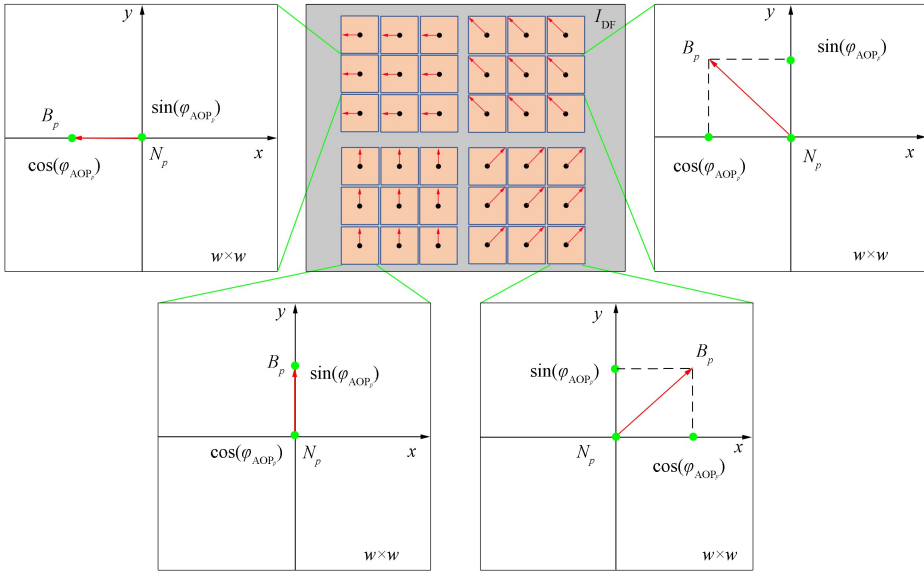 y
sin(φ_AOP_p)
B_p
x
cos(φ_AOP_p)
N_p
w×w
I_DF
y
B_p
sin(φ_AOP_p)
x
cos(φ_AOP_p)
N_p
w×w
y
B_p
sin(φ_AOP_p)
cos(φ_AOP_p)
N_p
x
w×w
y
B_p
sin(φ_AOP_p)
N_p
x
cos(φ_AOP_p)
w×w